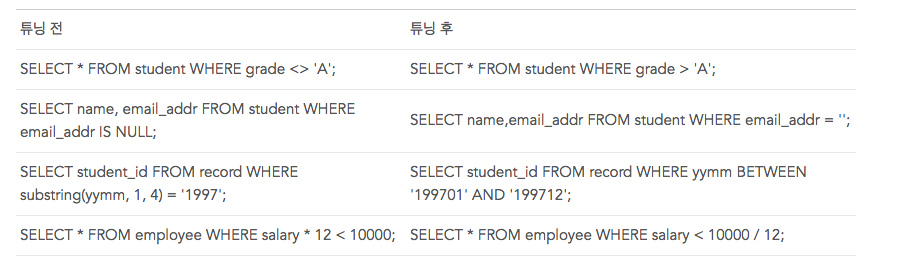 튜닝 전 튜닝 후
SELECT * FROM student WHERE grade <> 'A'; SELECT * FROM student WHERE grade > 'A';
SELECT name, email_addr FROM student WHERE
email_addr IS NULL;
SELECT name,email_addr FROM student WHERE email_addr = '';
SELECT student_id FROM record WHERE
substring(yymm, 1, 4) = '1997';
SELECT student_id FROM record WHERE yymm BETWEEN
'199701' AND '199712';
SELECT * FROM employee WHERE salary * 12 < 10000; SELECT * FROM employee WHERE salary < 10000 / 12;